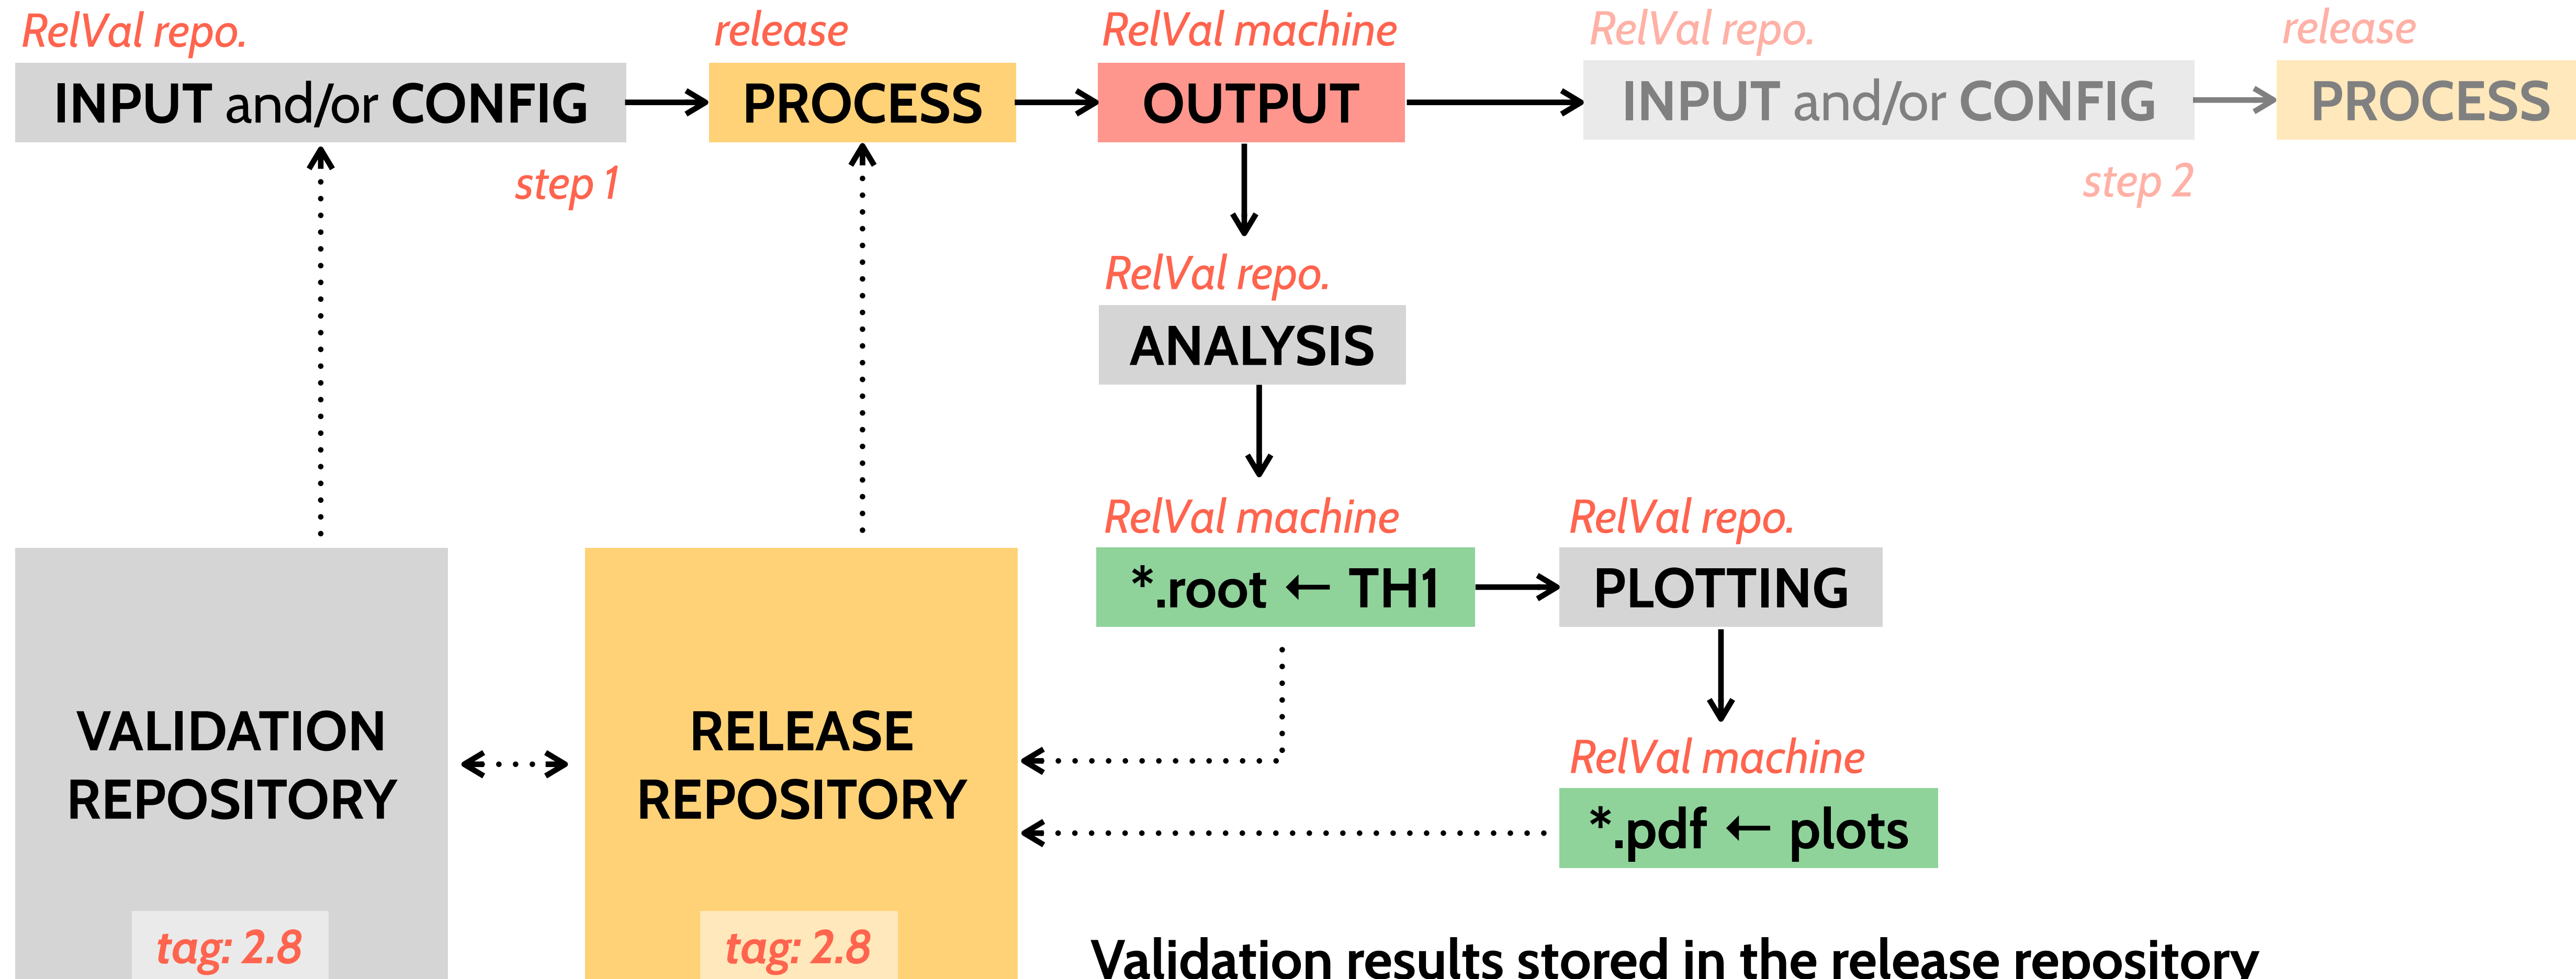 RelVal repo.
release
RelVal machine
RelVal repo.
release
INPUT and/or CONFIG
PROCESS
OUTPUT
INPUT and/or CONFIG
PROCESS
step 1
step 2
RelVal repo.
ANALYSIS
RelVal machine
RelVal repo.
*.root ← TH1
PLOTTING
VALIDATION
REPOSITORY
RELEASE
REPOSITORY
RelVal machine
*.pdf ← plots
tag: 2.8
tag: 2.8
Validation results stored in the release repository